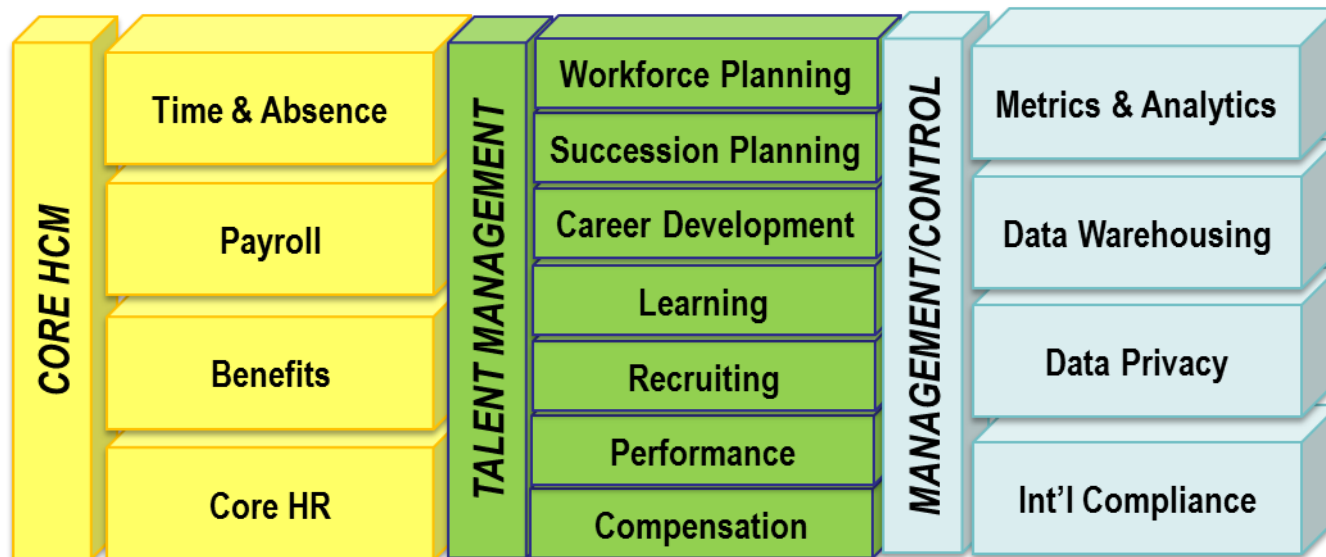 CORE HCM
Time & Absence
Payroll
Benefits
Core HR
TALENT MANAGEMENT
Workforce Planning
Succession Planning
Career Development
Learning
Recruiting
Performance
Compensation
MANAGEMENT/CONTROL
Metrics & Analytics
Data Warehousing
Data Privacy
Int'l Compliance